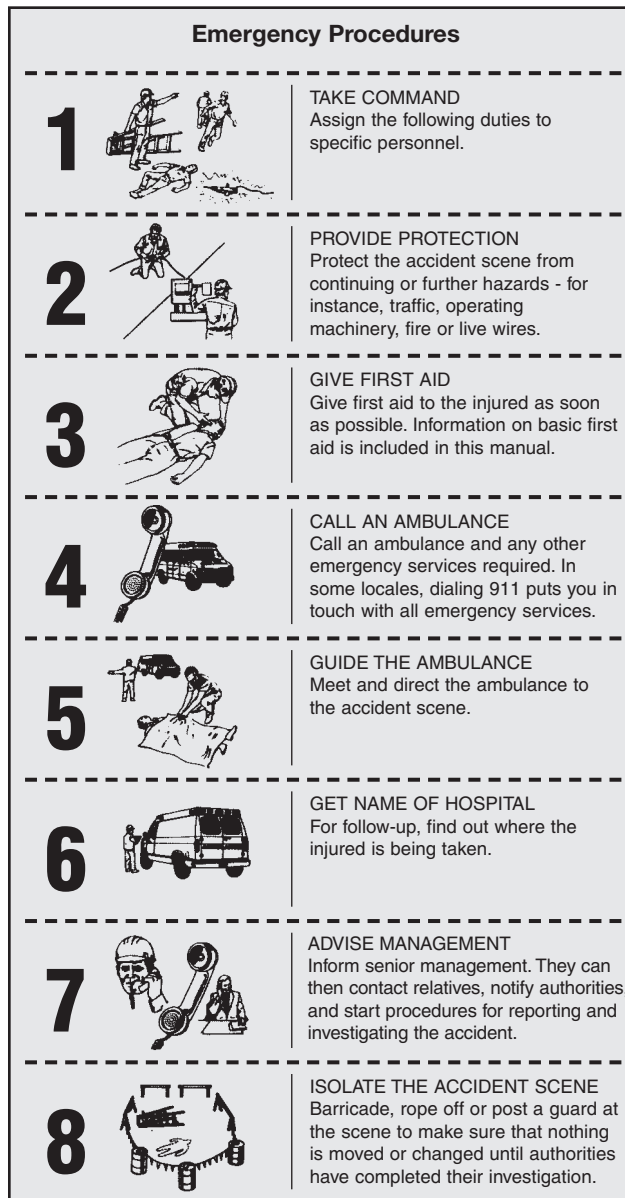 Emergency Procedures
1
TAKE COMMAND
Assign the following duties to
specific personnel.
2
PROVIDE PROTECTION
Protect the accident scene from
continuing or further hazards - for
instance, traffic, operating
machinery, fire or live wires.
3
GIVE FIRST AID
Give first aid to the injured as soon
as possible. Information on basic first
aid is included in this manual.
4
CALL AN AMBULANCE
Call an ambulance and any other
emergency services required. In
some locales, dialing 911 puts you in
touch with all emergency services.
5
GUIDE THE AMBULANCE
Meet and direct the ambulance to
the accident scene.
6
GET NAME OF HOSPITAL
For follow-up, find out where the
injured is being taken.
7
ADVISE MANAGEMENT
Inform senior management. They can
then contact relatives, notify authorities,
and start procedures for reporting and
investigating the accident.
8
ISOLATE THE ACCIDENT SCENE
Barricade, rope off or post a guard at
the scene to make sure that nothing
is moved or changed until authorities
have completed their investigation.